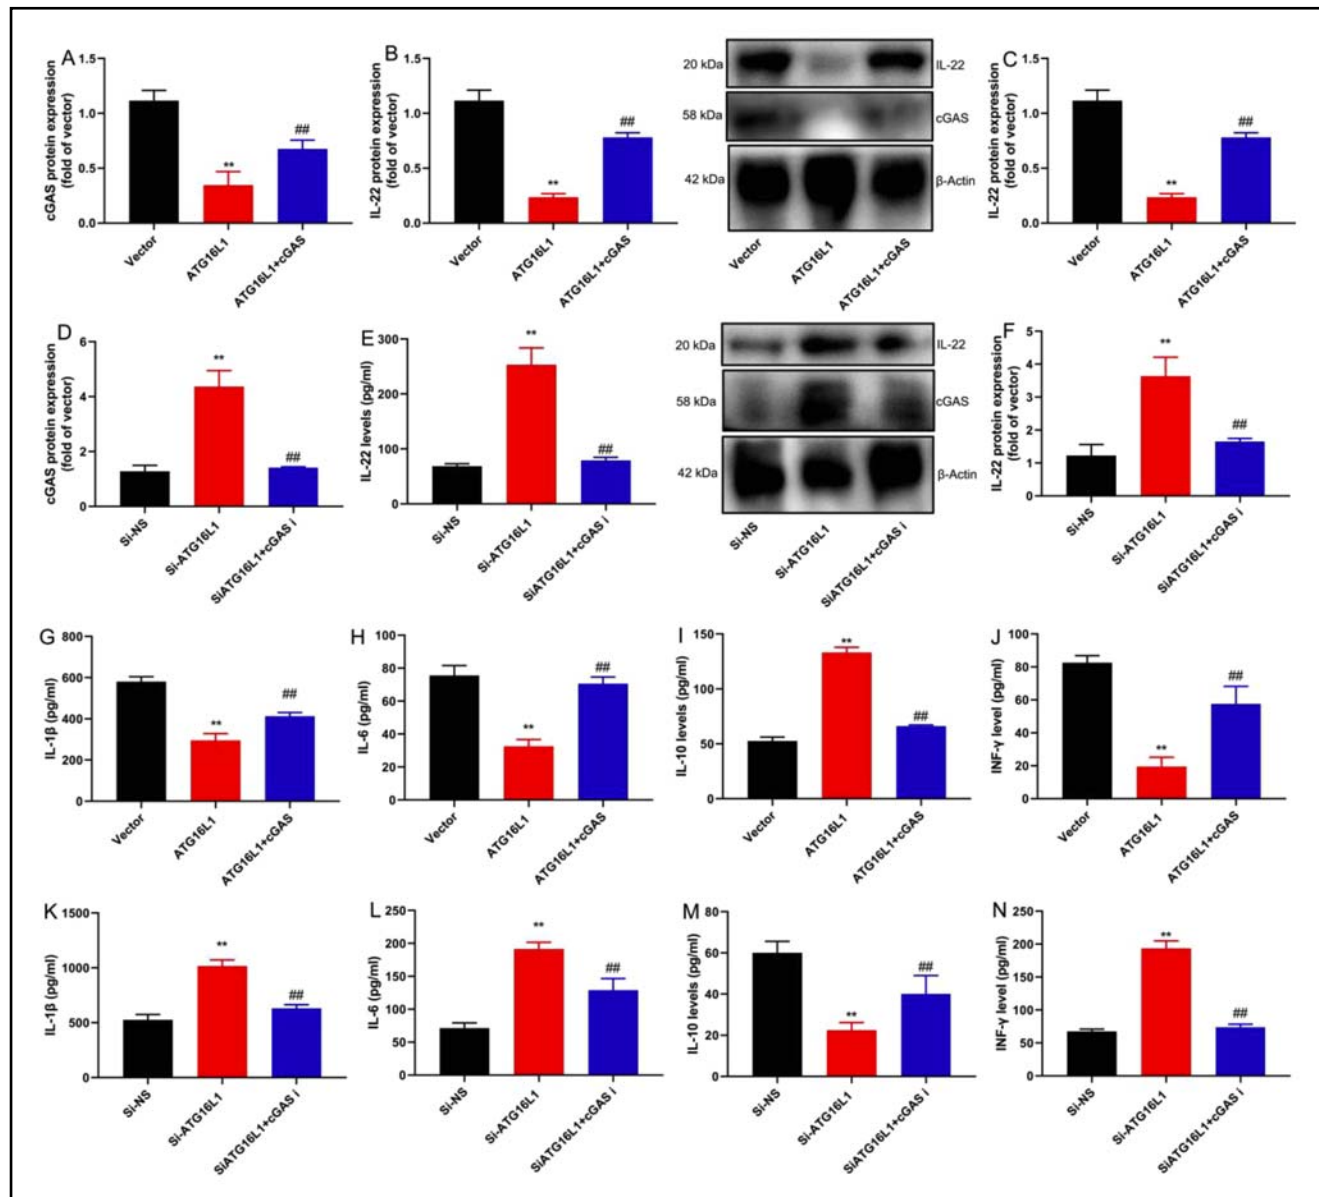 A
cGAS protein expression
(fold of vector)
1.5
1.0
0.5
0.0
**
##
Vector
ATG16L1
ATG16L1+cGAS
B
IL-22 protein expression
(fold of vector)
1.5
1.0
0.5
0.0
**
##
Vector
ATG16L1
ATG16L1+cGAS
20 kDa
IL-22
58 kDa
cGAS
42 kDa
β-Actin
Vector
ATG16L1
ATG16L1+cGAS
C
IL-22 protein expression
(fold of vector)
1.5
1.0
0.5
0.0
**
##
Vector
ATG16L1
ATG16L1+cGAS
D
cGAS protein expression
(fold of vector)
6
4
2
0
**
##
Si-NS
Si-ATG16L1
SiATG16L1+cGAS i
E
IL-22 levels (pg/ml)
300
200
100
0
**
##
Si-NS
Si-ATG16L1
SiATG16L1+cGAS i
20 kDa
IL-22
58 kDa
cGAS
42 kDa
β-Actin
Si-NS
Si-ATG16L1
SiATG16L1+cGAS i
F
IL-22 protein expression
(fold of vector)
5
4
3
2
1
0
**
##
Si-NS
Si-ATG16L1
SiATG16L1+cGAS i
G
IL-1β (pg/ml)
800
600
400
200
0
**
##
Vector
ATG16L1
ATG16L1+cGAS
H
IL-6 (pg/ml)
100
80
60
40
20
0
**
##
Vector
ATG16L1
ATG16L1+cGAS
I
IL-10 levels (pg/ml)
150
100
50
0
**
##
Vector
ATG16L1
ATG16L1+cGAS
J
INF-γ level (pg/ml)
100
80
60
40
20
0
**
##
Vector
ATG16L1
ATG16L1+cGAS
K
IL-1β (pg/ml)
1500
1000
500
0
**
##
Si-NS
Si-ATG16L1
SiATG16L1+cGAS i
L
IL-6 (pg/ml)
250
200
150
100
50
0
**
##
Si-NS
Si-ATG16L1
SiATG16L1+cGAS i
M
IL-10 levels (pg/ml)
80
60
40
20
0
**
##
Si-NS
Si-ATG16L1
SiATG16L1+cGAS i
N
INF-γ level (pg/ml)
250
200
150
100
50
0
**
##
Si-NS
Si-ATG16L1
SiATG16L1+cGAS i